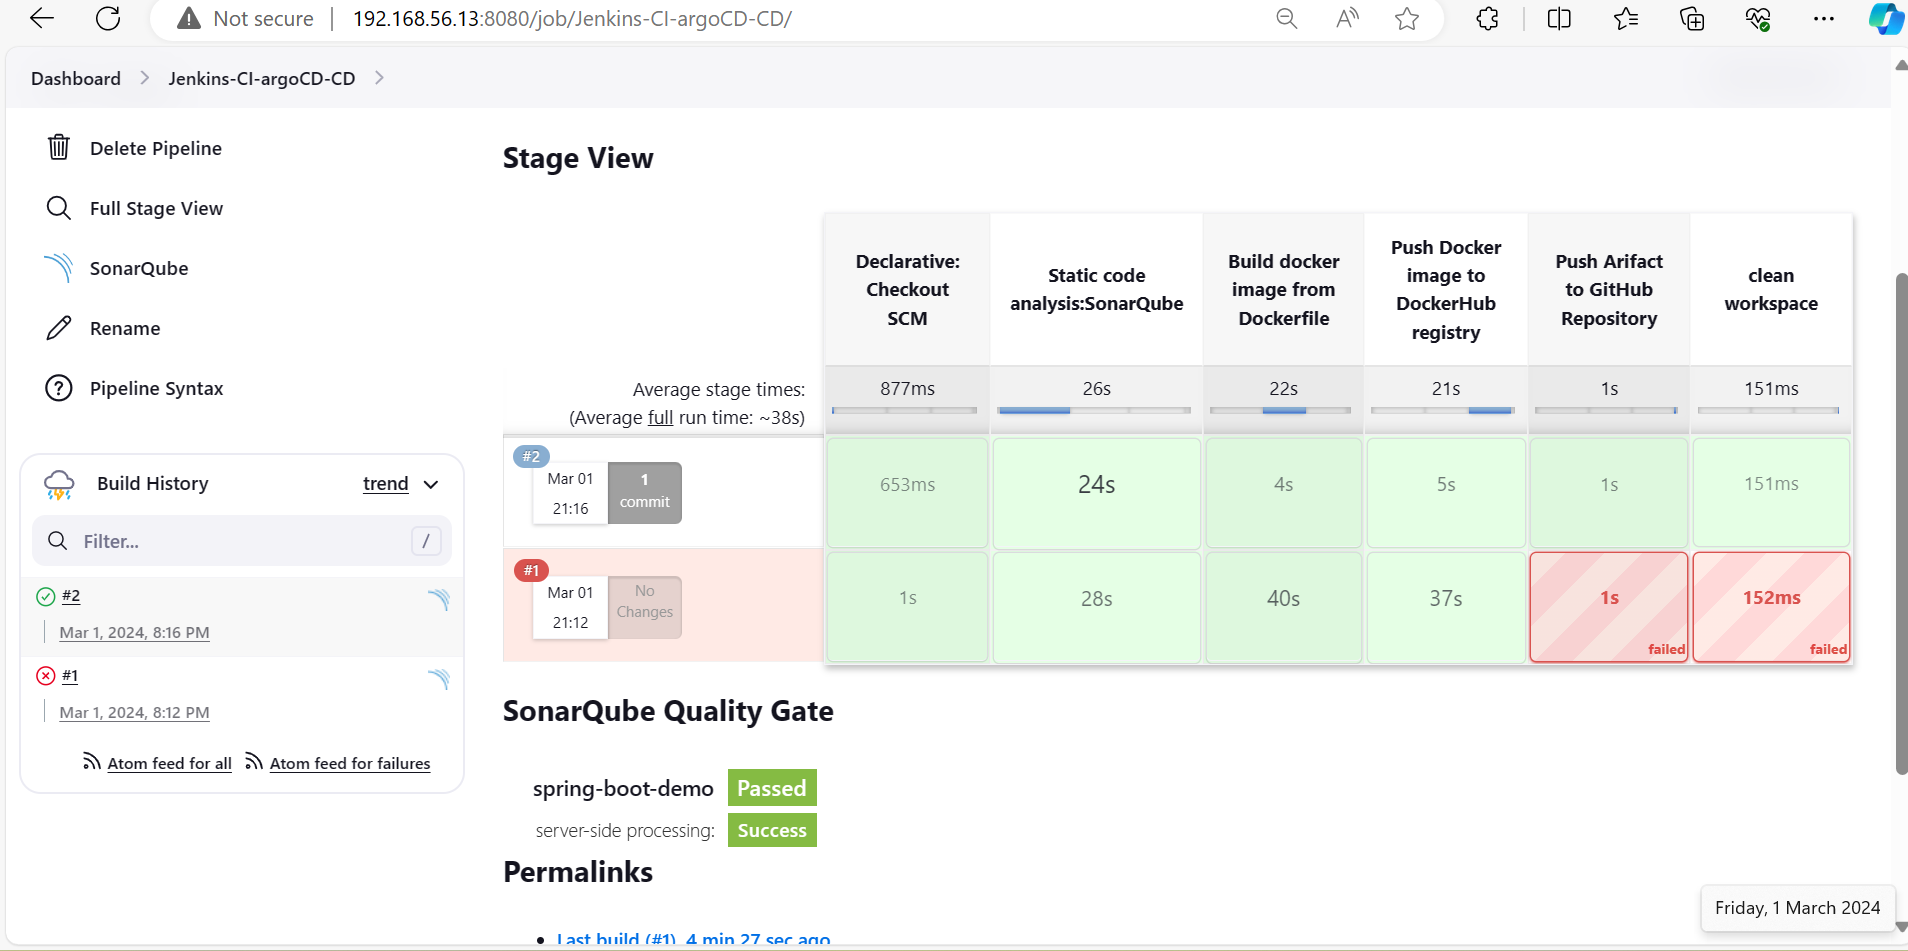 Not secure
192.168.56.13:8080/job/Jenkins-CI-argoCD-CD/
Dashboard
Jenkins-CI-argoCD-CD
Delete Pipeline
Full Stage View
SonarQube
Rename
Pipeline Syntax
Build History
trend
Filter...
/
#2
Mar 1, 2024, 8:16 PM
#1
Mar 1, 2024, 8:12 PM
Atom feed for all
Atom feed for failures
Stage View
Declarative:
Checkout
SCM
Static code
analysis:SonarQube
Build docker
image from
Dockerfile
Push Docker
image to
DockerHub
registry
Push Arifact
to GitHub
Repository
clean
workspace
Average stage times:
(Average full run time: ~38s)
877ms
26s
22s
21s
1s
151ms
#2
Mar 01
21:16
1
commit
653ms
24s
4s
5s
1s
151ms
#1
Mar 01
21:12
No
Changes
1s
28s
40s
37s
1s
failed
152ms
failed
SonarQube Quality Gate
spring-boot-demo
Passed
server-side processing:
Success
Permalinks
Last build (#1), 4 min 27 sec ago
Friday, 1 March 2024